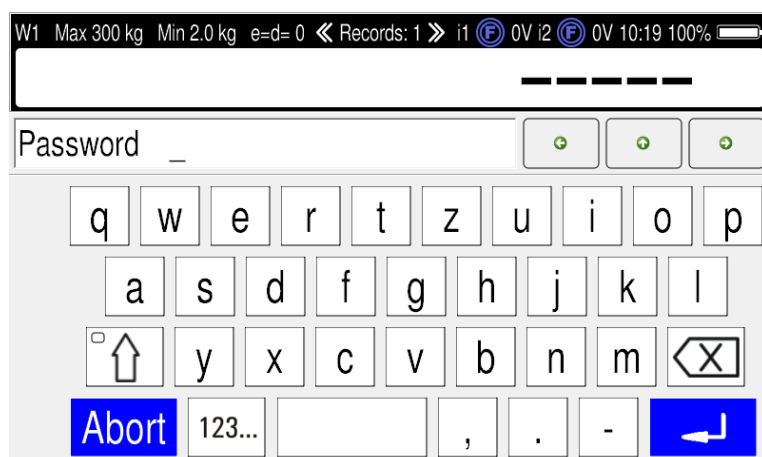 W1 Max 300 kg Min 2.0 kg e=d= 0 ≪ Records: 1 ≫ i1 F 0V i2 F 0V 10:19 100%
-----
Password _
q w e r t z u i o p
a s d f g h j k l
y x c v b n m X
Abort 123... , . -